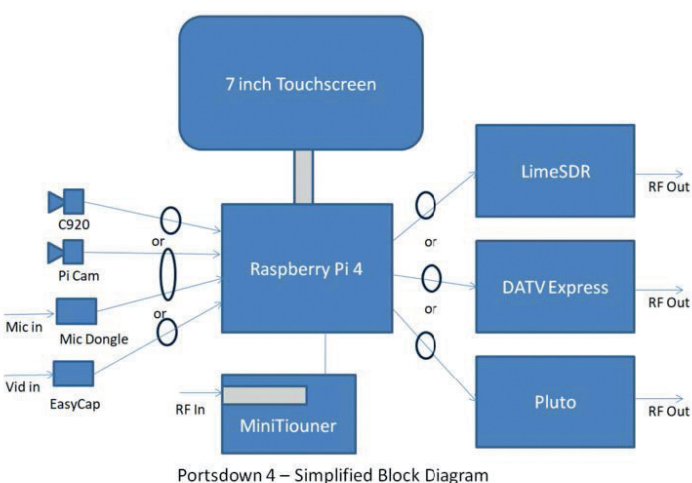 7 inch Touchscreen
C920
or
Pi Cam
or
Mic in
Mic Dongle
Vid in
EasyCap
Raspberry Pi 4
RF In
MiniTiouner
or
or
LimeSDR
RF Out
DATV Express
RF Out
Pluto
RF Out
Portsdown 4 – Simplified Block Diagram